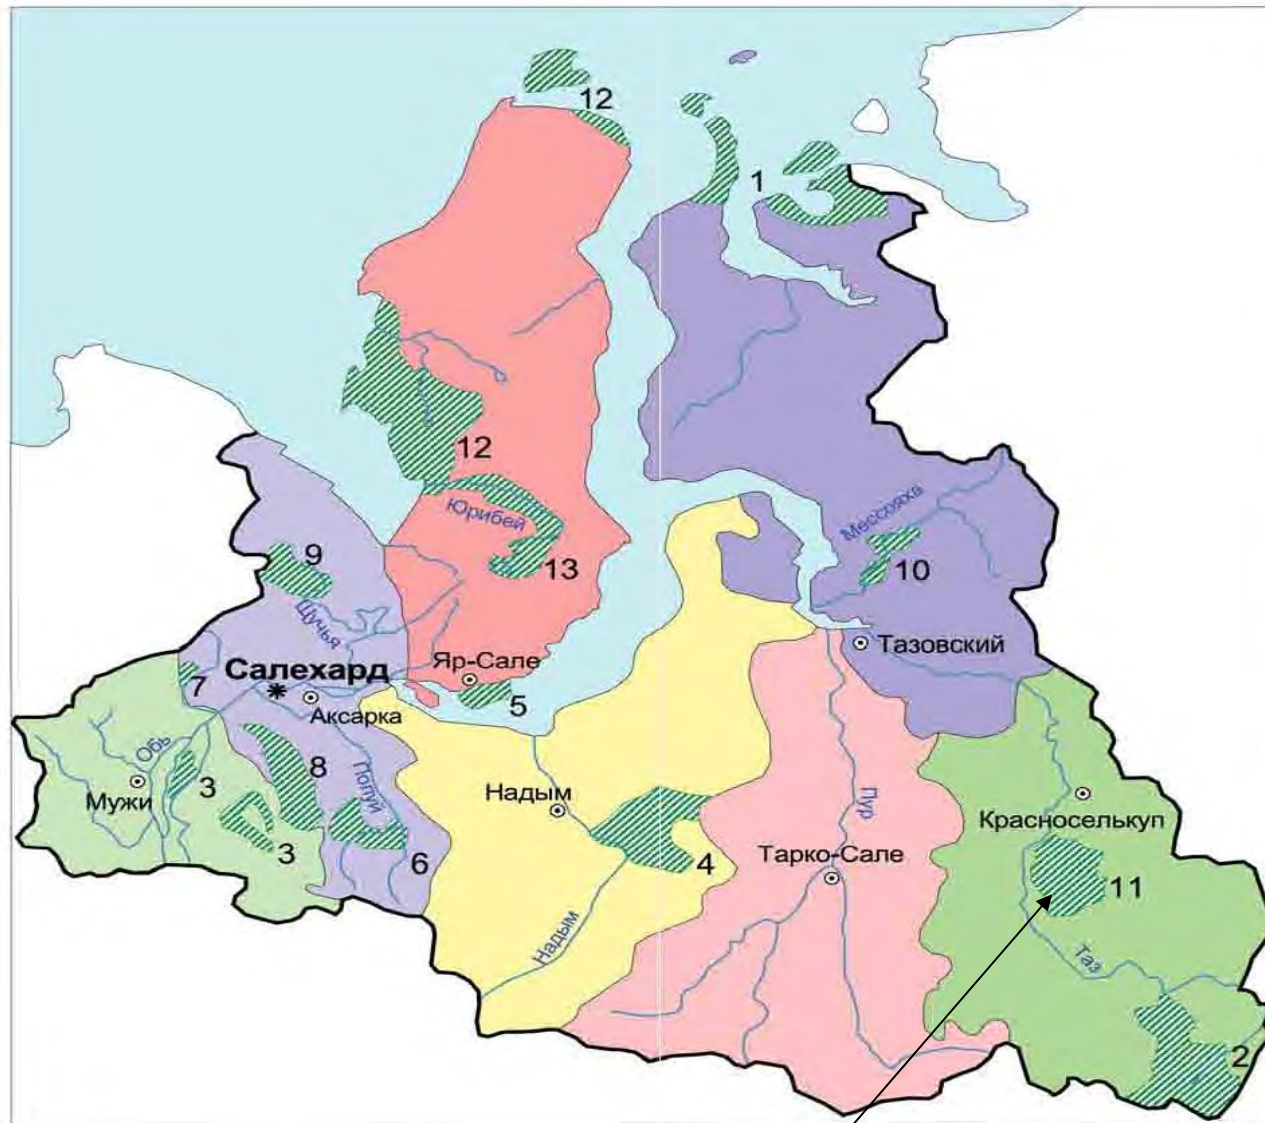 12
1
12
Юрибей
13
Мессояха
10
9
Щучья
Тазовский
Салехард
Яр-Сале
7
Аксарка
5
Обь
8
Полуй
Мужи
3
Надым
Пур
Красноселькуп
3
6
4
Тарко-Сале
11
Надым
Таз
2